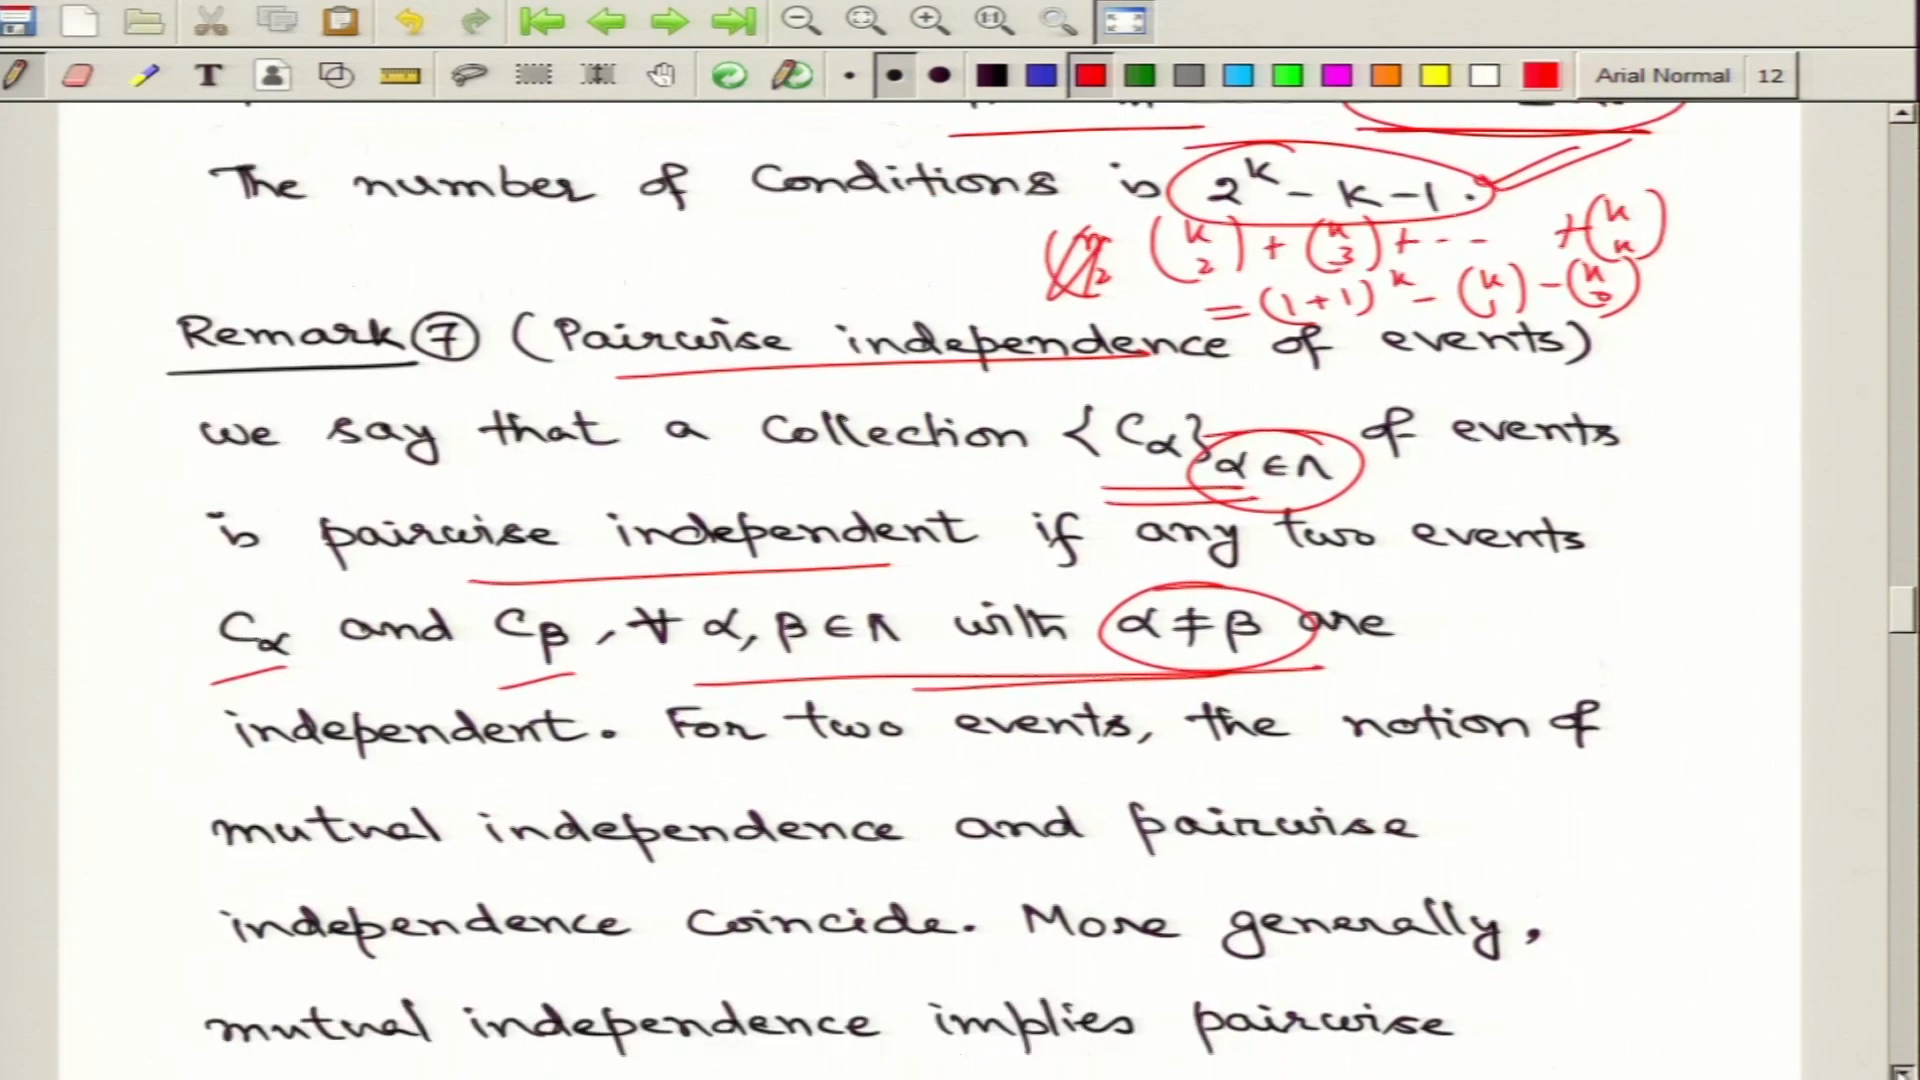 T
1:1
Arial Normal 12
The number of Conditions is 2^k - k - 1.
(k 2) + (k 3) + --- + (k k)
= (1+1)^k - (k 1) - (k 0)
Remark ⑦ (Pairwise independence of events)
we say that a Collection {Cα}α∈Λ of events
is pairwise independent if any two events
Cα and Cβ, ∀ α, β ∈ Λ with α ≠ β are
independent. For two events, the notion of
mutual independence and pairwise
independence Coincide. More generally,
mutual independence implies pairwise